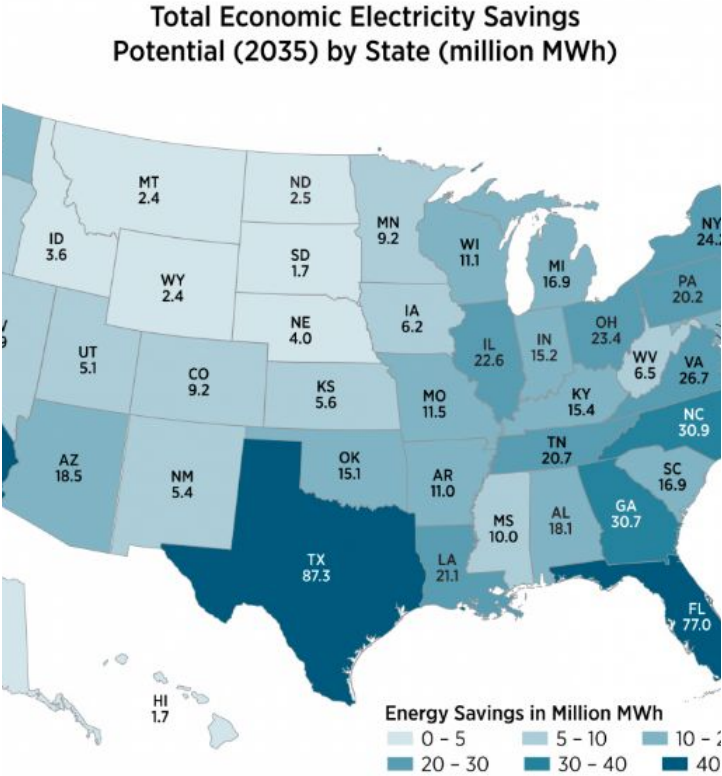 Total Economic Electricity Savings
Potential (2035) by State (million MWh)
MT
2.4
ND
2.5
MN
9.2
ID
3.6
WI
11.1
MI
16.9
NY
SD
1.7
WY
2.4
PA
20.2
NE
4.0
IA
6.2
IL
22.6
IN
15.2
OH
23.4
UT
5.1
CO
9.2
WV
6.5
VA
26.7
KS
5.6
MO
11.5
KY
15.4
NC
30.9
TN
20.7
AZ
18.5
NM
5.4
OK
15.1
AR
11.0
SC
16.9
MS
10.0
AL
18.1
GA
30.7
TX
87.3
LA
21.1
FL
77.0
HI
1.7
Energy Savings in Million MWh
0 – 5 5 – 10 10 –
20 – 30 30 – 40 40